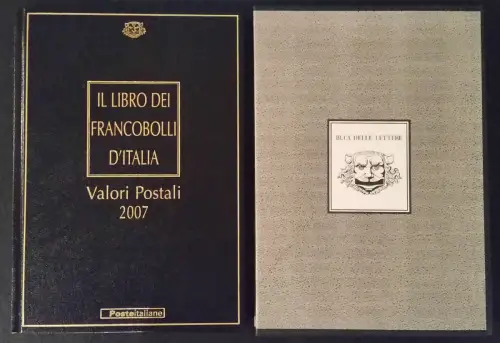 IL LIBRO DEI
FRANCOBOLLI
D'ITALIA
Valori Postali
2007
Posteitaliane
BUCA DELLE LETTERE